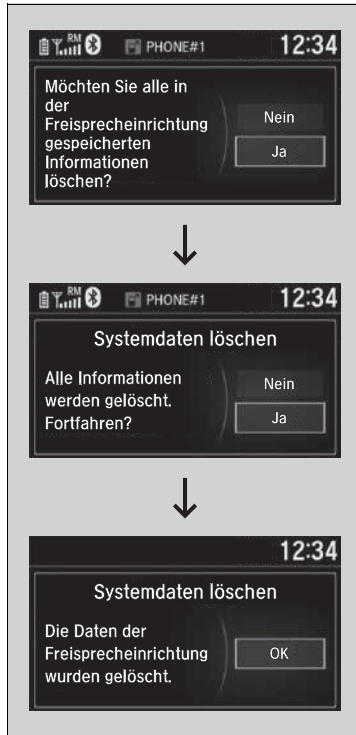 RM PHONE#1 12:34
Möchten Sie alle in
der
Freisprecheinrichtung
gespeicherten
Informationen
löschen?
Nein
Ja
RM PHONE#1 12:34
Systemdaten löschen
Alle Informationen
werden gelöscht.
Fortfahren?
Nein
Ja
12:34
Systemdaten löschen
Die Daten der
Freisprecheinrichtung
wurden gelöscht.
OK